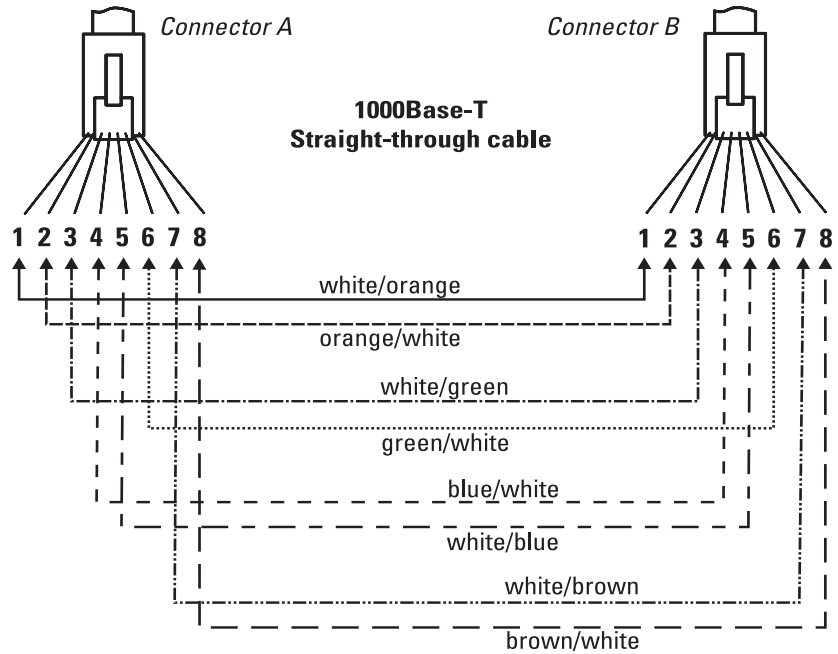 Connector A Connector B
1000Base-T
Straight-through cable
1 2 3 4 5 6 7 8 1 2 3 4 5 6 7 8
white/orange
orange/white
white/green
green/white
blue/white
white/blue
white/brown
brown/white